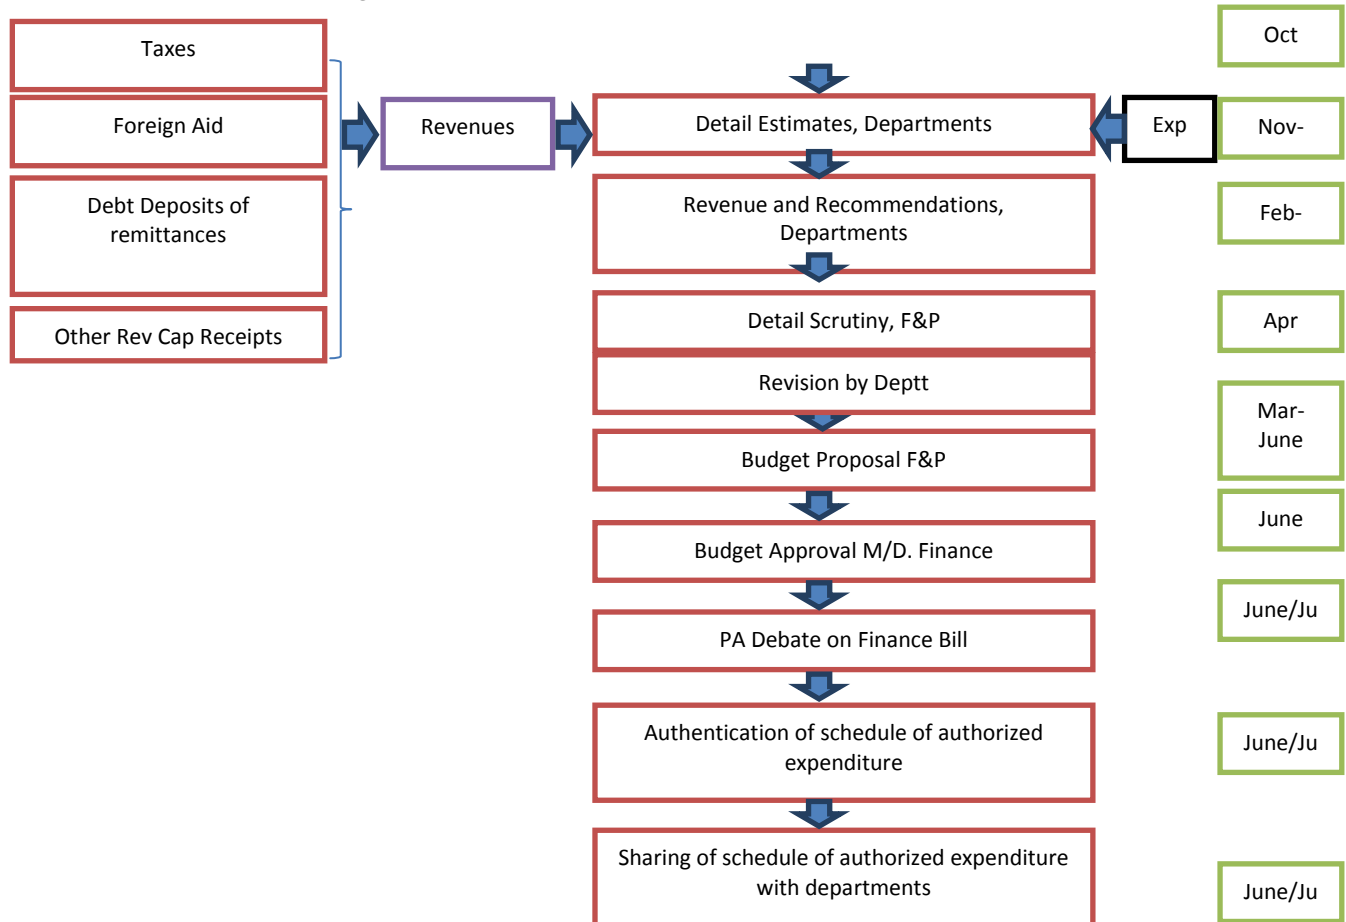 Taxes
Foreign Aid
Debt Deposits of
remittances
Other Rev Cap Receipts
Revenues
Detail Estimates, Departments
Revenue and Recommendations,
Departments
Detail Scrutiny, F&P
Revision by Deptt
Budget Proposal F&P
Budget Approval M/D. Finance
PA Debate on Finance Bill
Authentication of schedule of authorized
expenditure
Sharing of schedule of authorized expenditure
with departments
Exp
Oct
Nov-
Feb-
Apr
Mar-
June
June
June/Ju
June/Ju
June/Ju